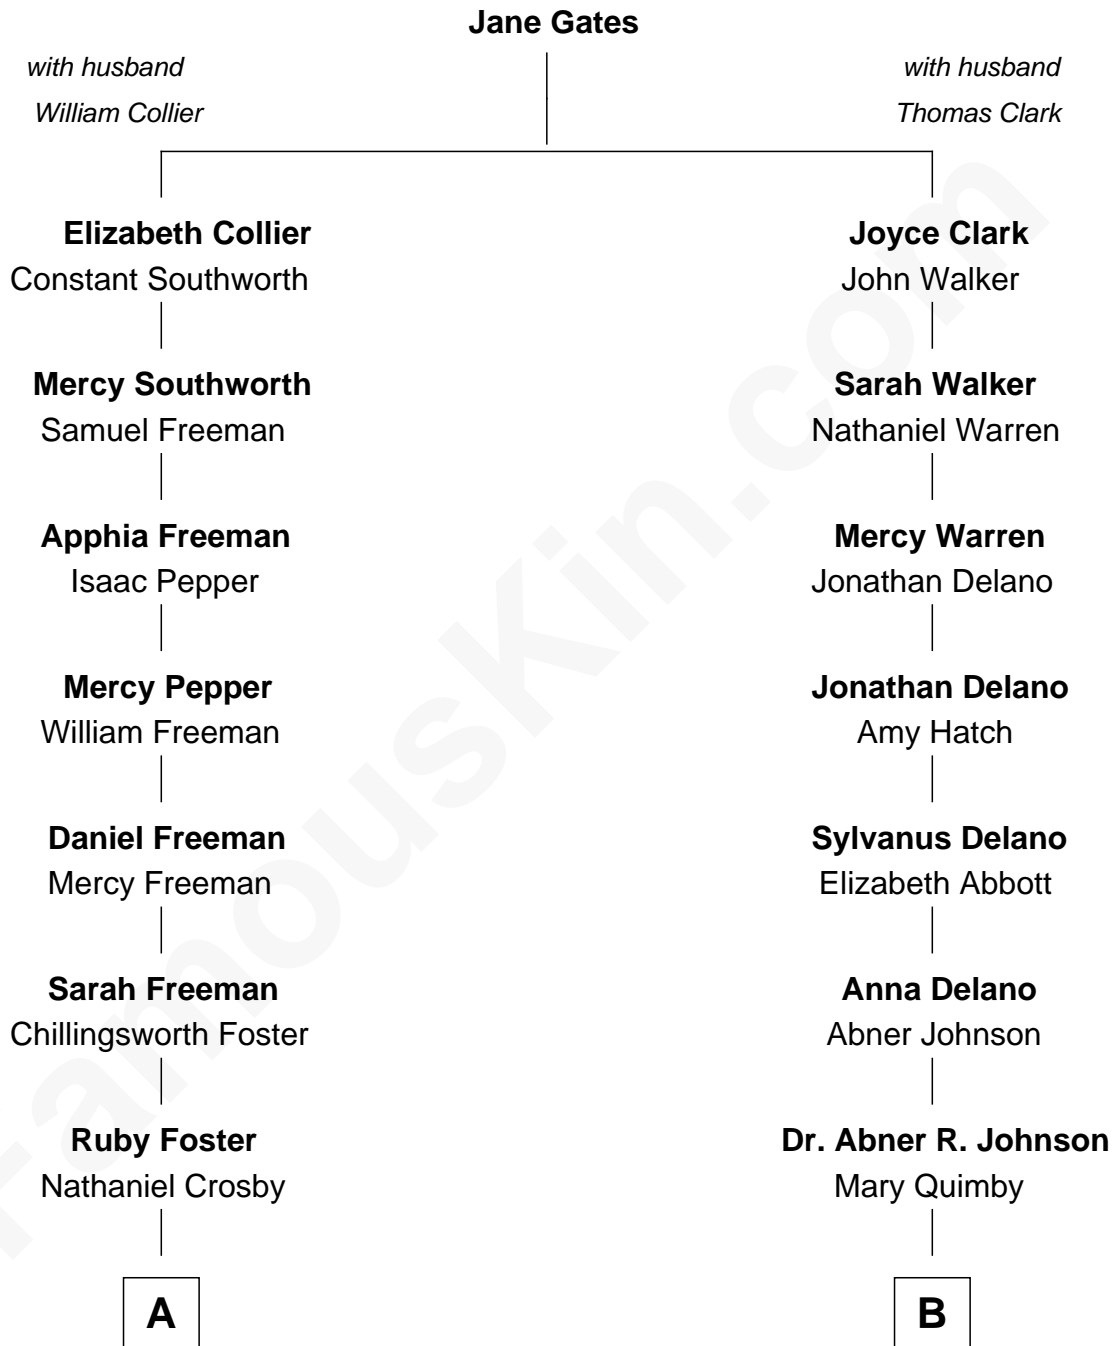 Jane Gates
with husband
William Collier
with husband
Thomas Clark
Elizabeth Collier
Constant Southworth
Joyce Clark
John Walker
Mercy Southworth
Samuel Freeman
Sarah Walker
Nathaniel Warren
Apphia Freeman
Isaac Pepper
Mercy Warren
Jonathan Delano
Mercy Pepper
William Freeman
Jonathan Delano
Amy Hatch
Daniel Freeman
Mercy Freeman
Sylvanus Delano
Elizabeth Abbott
Sarah Freeman
Chillingsworth Foster
Anna Delano
Abner Johnson
Ruby Foster
Nathaniel Crosby
Dr. Abner R. Johnson
Mary Quimby
A
B
FamousKin.com